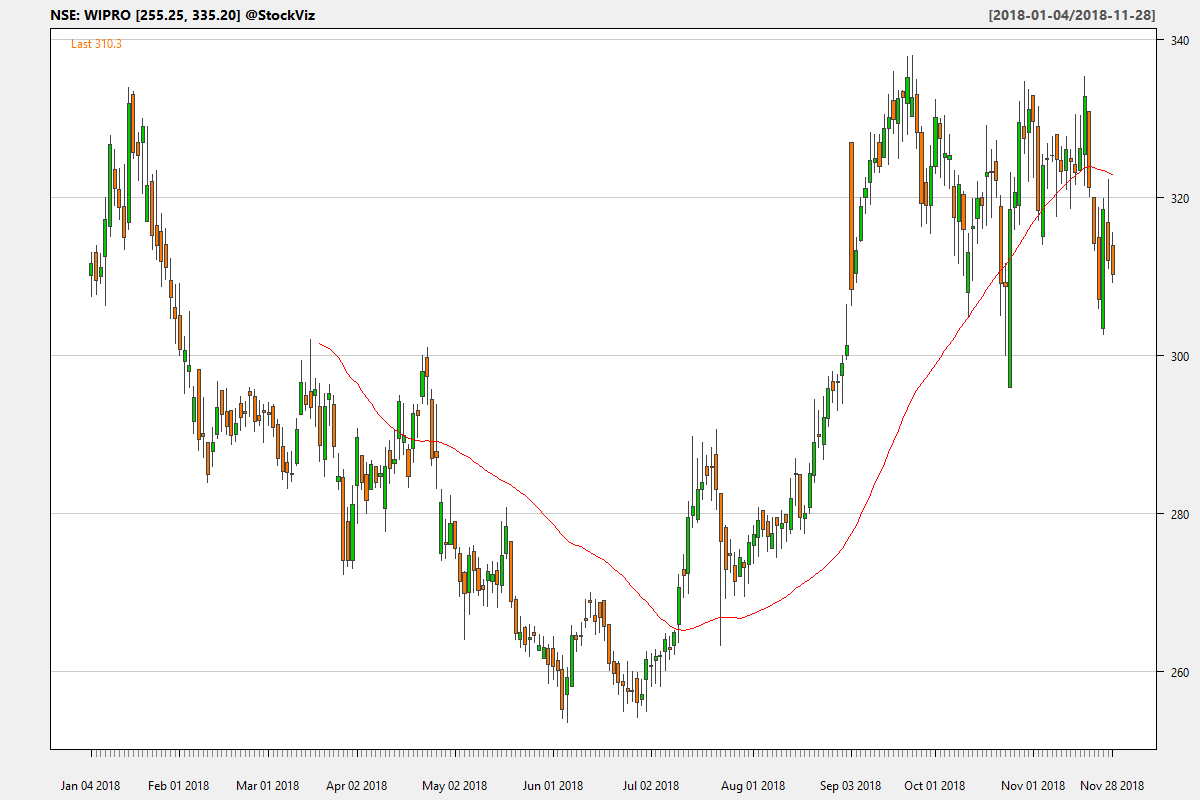 NSE: WIPRO [255.25, 335.20] @StockViz
[2018-01-04/2018-11-28]
Last 310.3
340
320
300
280
260
Jan 04 2018 Feb 01 2018 Mar 01 2018 Apr 02 2018 May 02 2018 Jun 01 2018 Jul 02 2018 Aug 01 2018 Sep 03 2018 Oct 01 2018 Nov 01 2018 Nov 28 2018